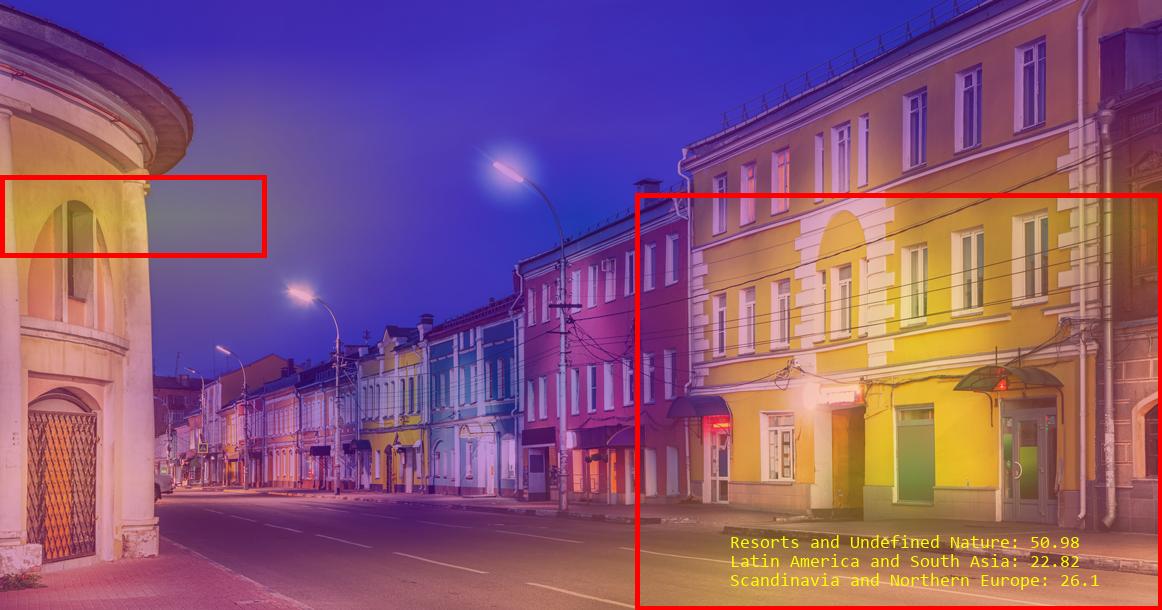 Resorts and Undefined Nature: 50.98
Latin America and South Asia: 22.82
Scandinavia and Northern Europe: 26.1